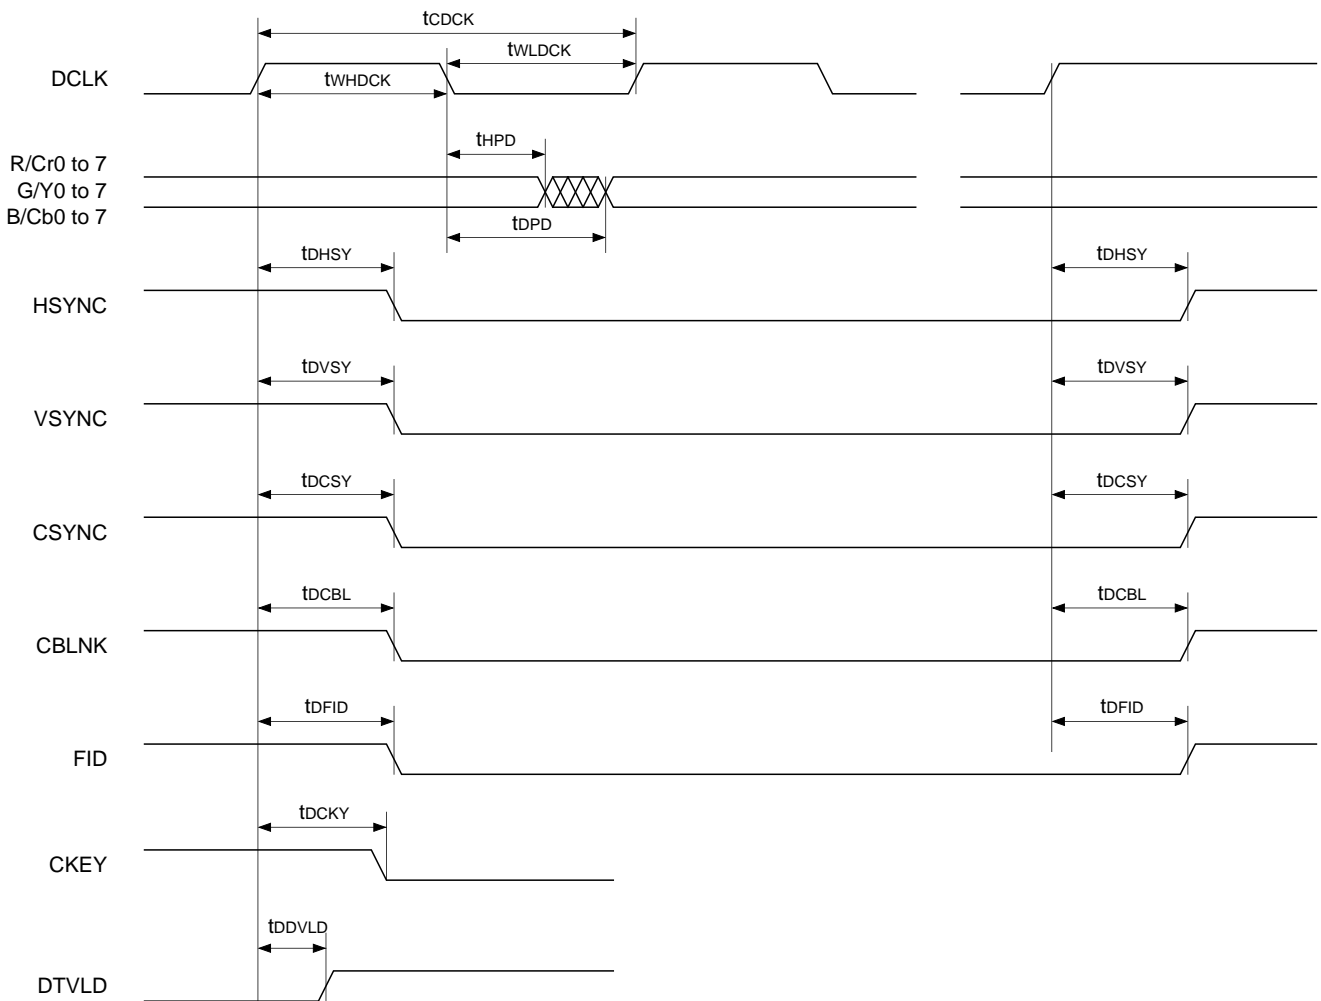 tCDCK
tWLDCK
DCLK
tWHDCK
tHPD
R/Cr0 to 7
G/Y0 to 7
B/Cb0 to 7
tDPD
tDHSY tDHSY
HSYNC
tDVSY tDVSY
VSYNC
tDCSY tDCSY
CSYNC
tDCBL tDCBL
CBLNK
tDFID tDFID
FID
tDCKY
CKEY
tDDVLD
DTVLD